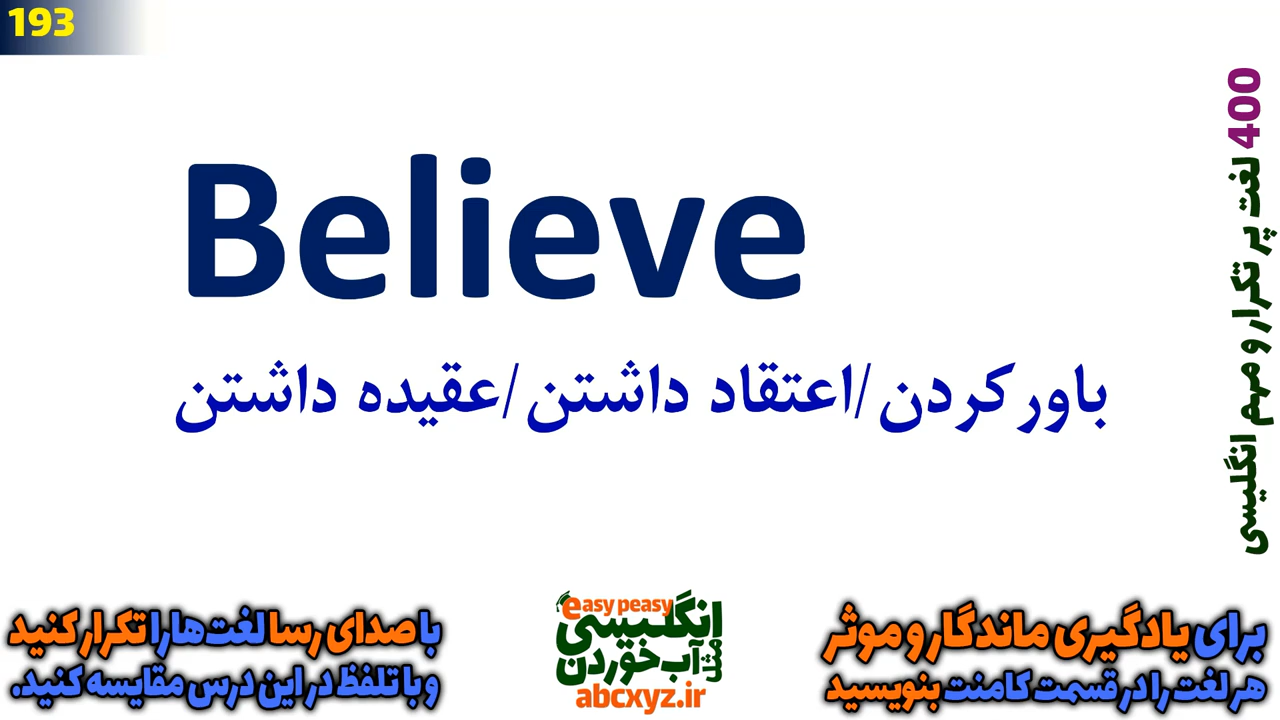 193
Believe
باور کردن /اعتقاد داشتن /عقیده داشتن
400 لغت پر تکرار و مهم انگلیسی
برای یادگیری ماندگار و موثر
هر لغت را در قسمت کامنت بنویسید
easy peasy
انگلیسی
مثل آب خوردن
abcxyz.ir
با صدای رسا لغت‌ها را تکرار کنید
و با تلفظ در این درس مقایسه کنید.